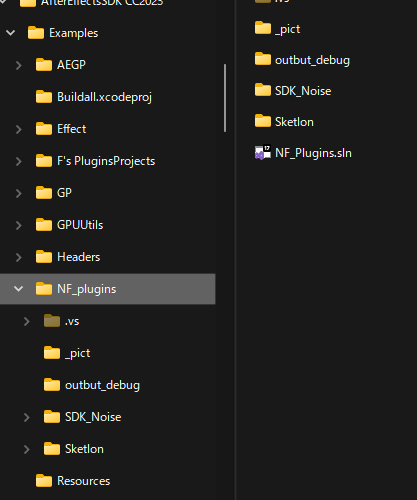 AfterEffectsSDK CC2023
Examples
AEGP
Buildall.xcodeproj
Effect
F's PluginsProjects
GP
GPUUtils
Headers
NF_plugins
.vs
_pict
outbut_debug
SDK_Noise
Sketlon
Resources
.vs
_pict
outbut_debug
SDK_Noise
Sketlon
NF_Plugins.sln